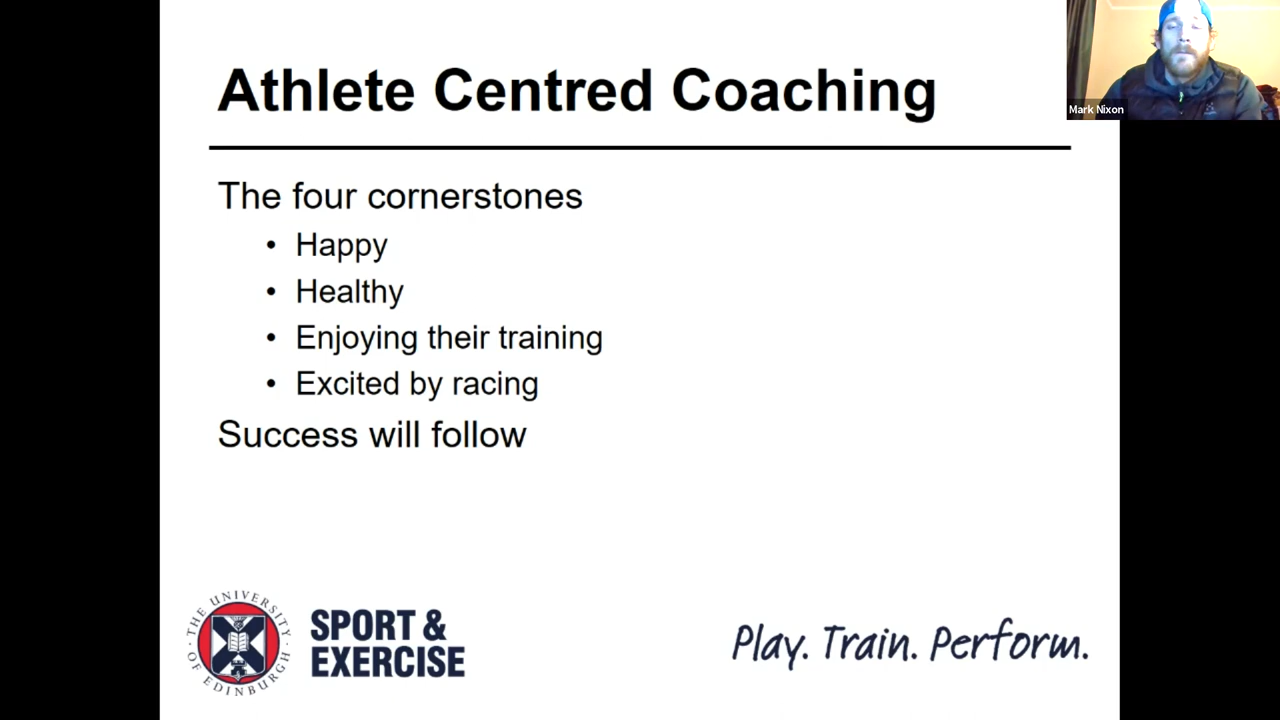 Athlete Centred Coaching
Mark Nixon
The four cornerstones
• Happy
• Healthy
• Enjoying their training
• Excited by racing
Success will follow
THE UNIVERSITY OF EDINBURGH
SPORT &
EXERCISE
Play. Train. Perform.